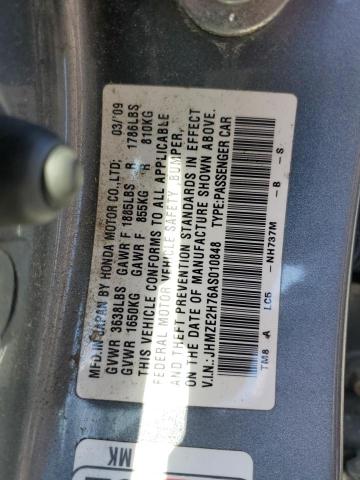 MFD. IN JAPAN BY HONDA MOTOR CO.,LTD; 03/'09
GVWR 3638LBS GAWR F 1885LBS R 1786LBS
GVWR 1650KG GAWR F 855KG R 810KG
THIS VEHICLE CONFORMS TO ALL APPLICABLE
FEDERAL MOTOR VEHICLE SAFETY, BUMPER,
AND THEFT PREVENTION STANDARDS IN EFFECT
ON THE DATE OF MANUFACTURE SHOWN ABOVE.
V.I.N.: JHMZE2H76AS010848 TYPE:PASSENGER CAR
TM8 A LC5 -NH737M -B -S
MK